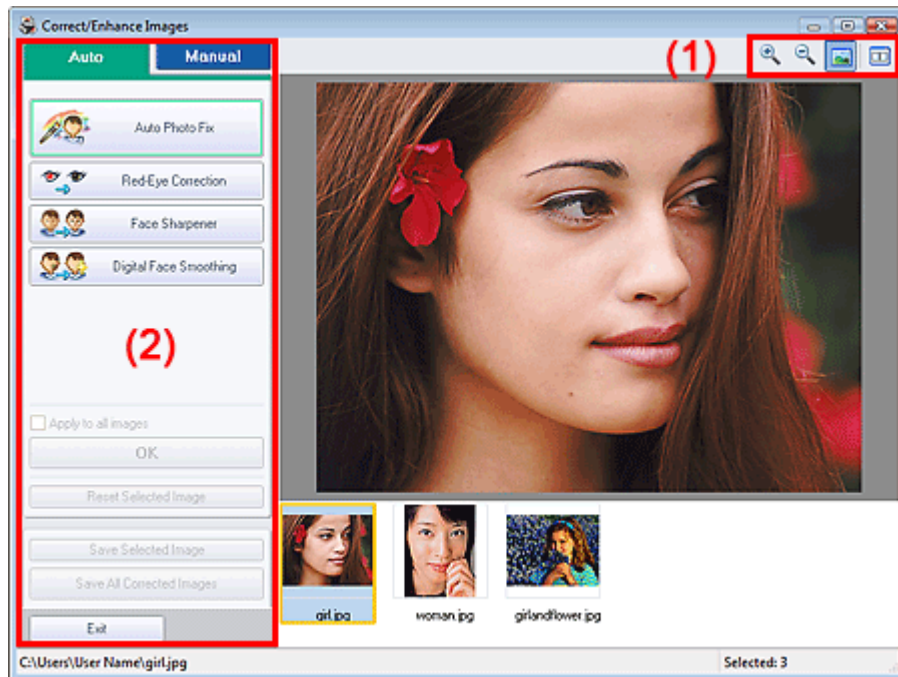 Correct/Enhance Images
Auto
Manual
(1)
Auto Photo Fix
Red-Eye Correction
Face Sharpener
Digital Face Smoothing
(2)
Apply to all images
OK
Reset Selected Image
Save Selected Image
Save All Corrected Images
Exit
girl.jpg
woman.jpg
girlandflower.jpg
C:\Users\User Name\girl.jpg
Selected: 3